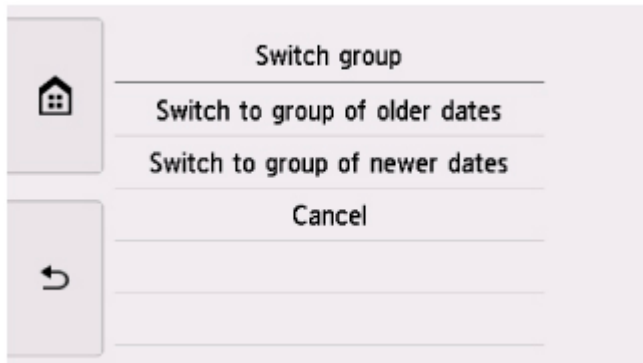 Switch group
Switch to group of older dates
Switch to group of newer dates
Cancel